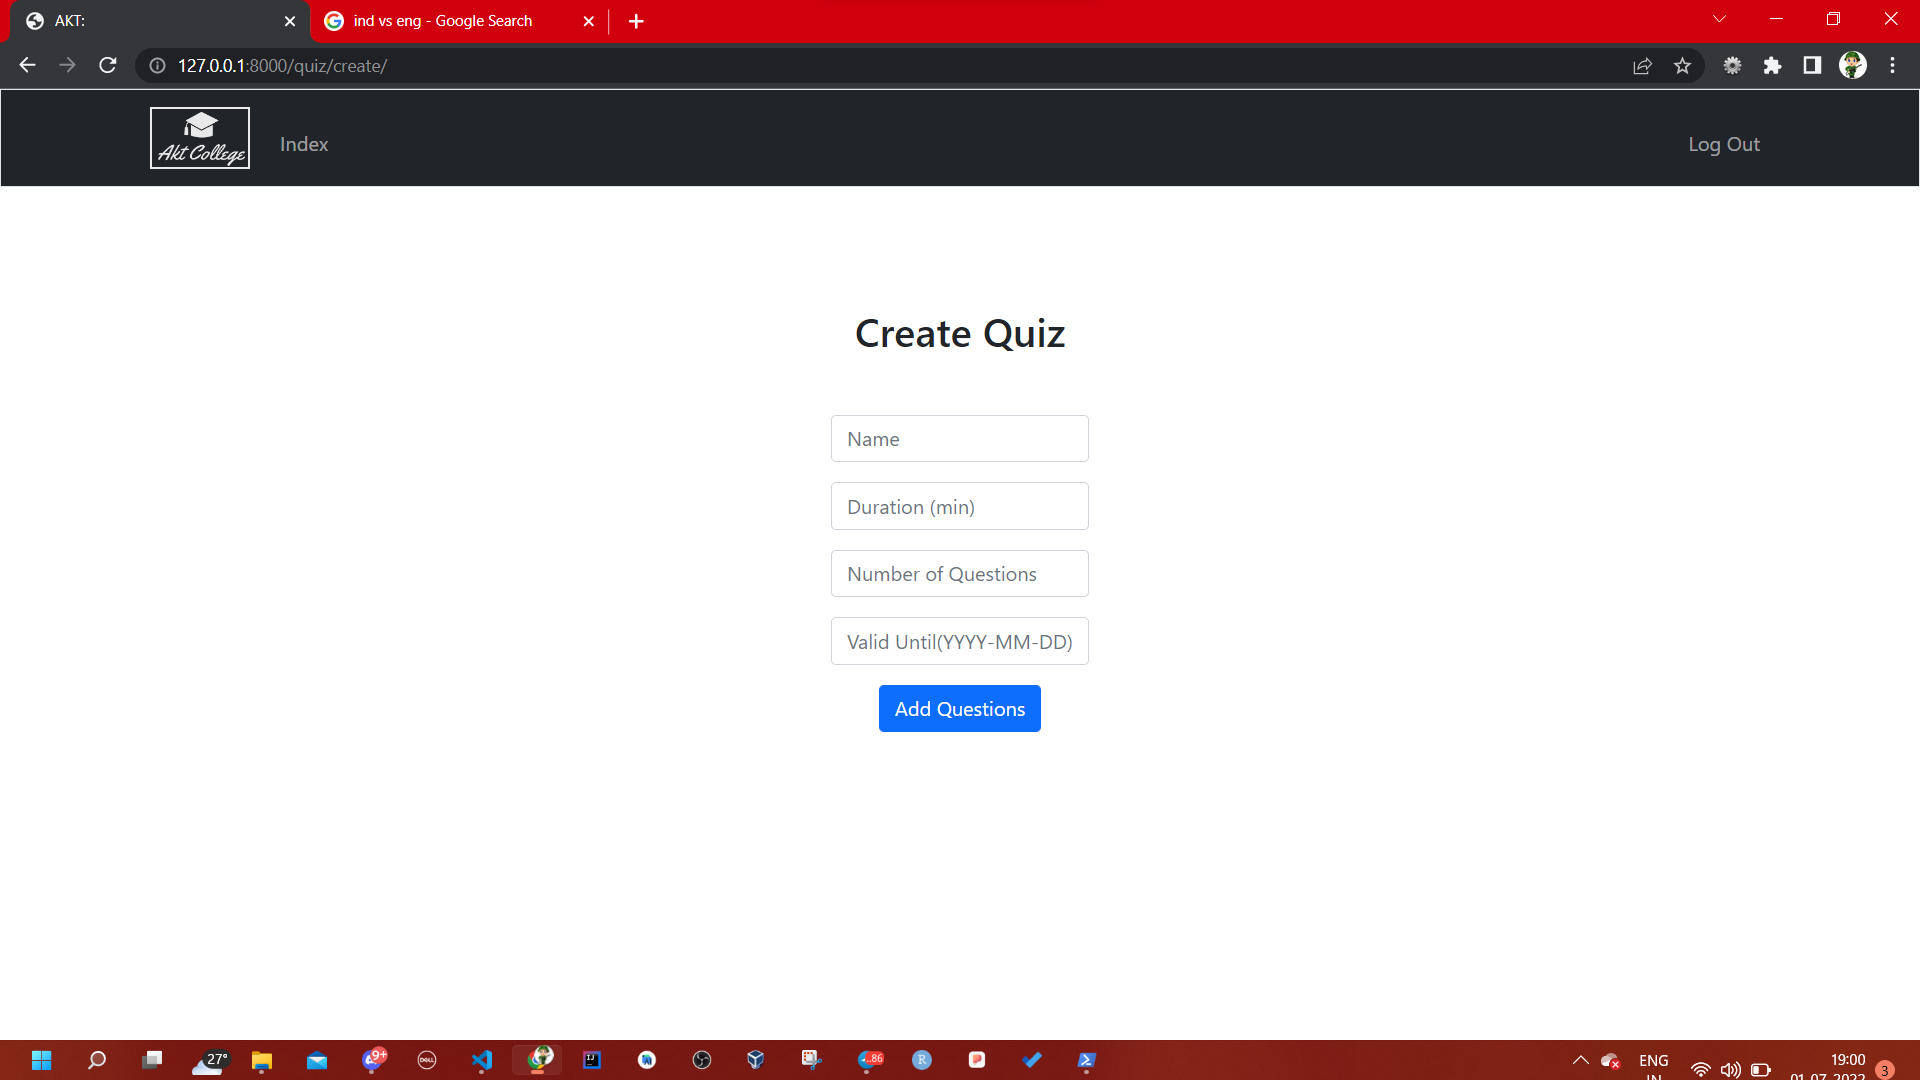 AKT:
ind vs eng - Google Search
127.0.0.1:8000/quiz/create/
Akt College
Index
Log Out
Create Quiz
Name
Duration (min)
Number of Questions
Valid Until(YYYY-MM-DD)
Add Questions
27°
9+
DELL
IJ
..86
R
ENG
IN
19:00
01-07-2022
3